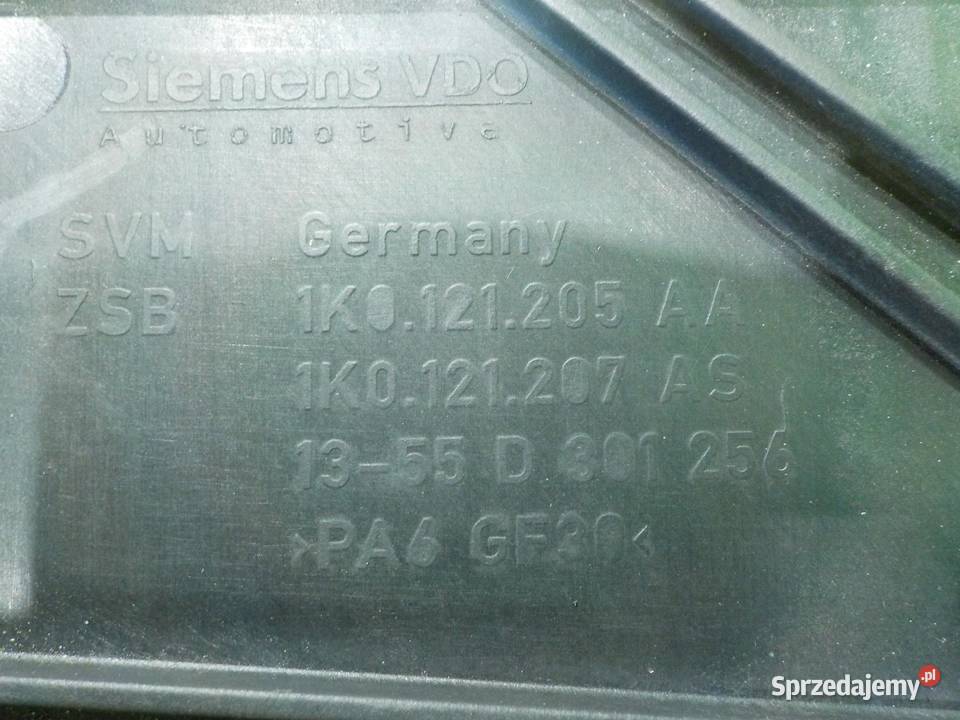 Siemens VDO
Automotive
SVM Germany
ZSB 1K0.121.205 AA
1K0.121.207 AS
13-55 D 301 256
>PA6 GF30<
Sprzedajemy.pl